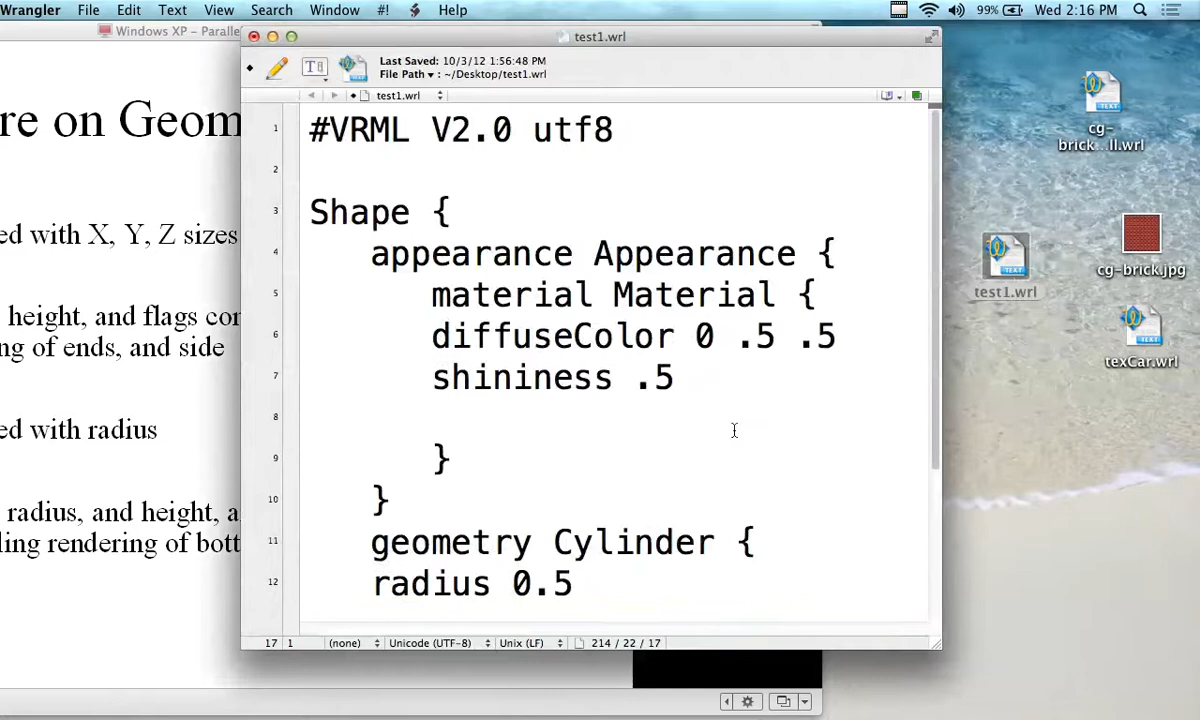 Wrangler File Edit Text View Search Window #! Help 99% Wed 2:16 PM
Windows XP - Paralle
test1.wrl
Last Saved: 10/3/12 1:56:48 PM
File Path ▾ : ~/Desktop/test1.wrl
test1.wrl
1 #VRML V2.0 utf8
2
3 Shape {
4 appearance Appearance {
5 material Material {
6 diffuseColor 0 .5 .5
7 shininess .5
8
9 }
10 }
11 geometry Cylinder {
12 radius 0.5
17 1 (none) Unicode (UTF-8) Unix (LF) 214 / 22 / 17
re on Geom
ed with X, Y, Z sizes
height, and flags con
ng of ends, and side
ed with radius
radius, and height, a
ling rendering of bott
cg-
brick...ll.wrl
test1.wrl
cg-brick.jpg
texCar.wrl